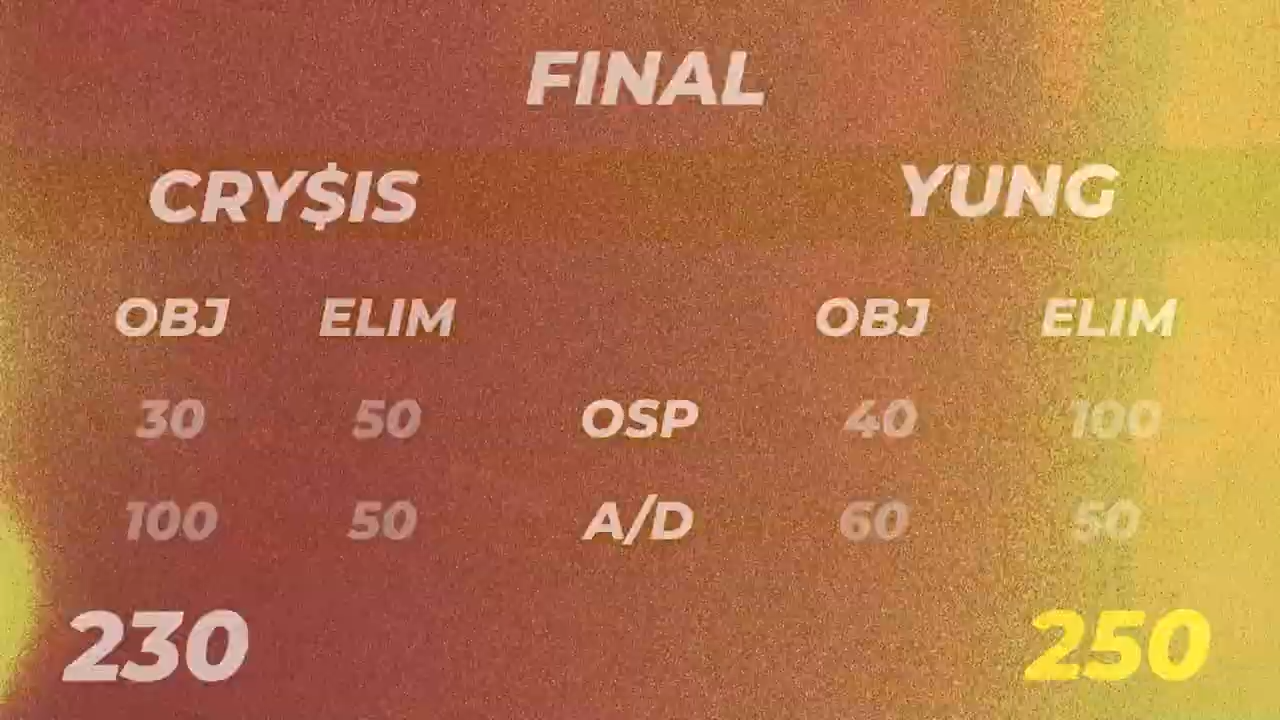 FINAL
CRY$IS YUNG
OBJ ELIM OBJ ELIM
30 50 OSP 40 100
100 50 A/D 60 50
230 250